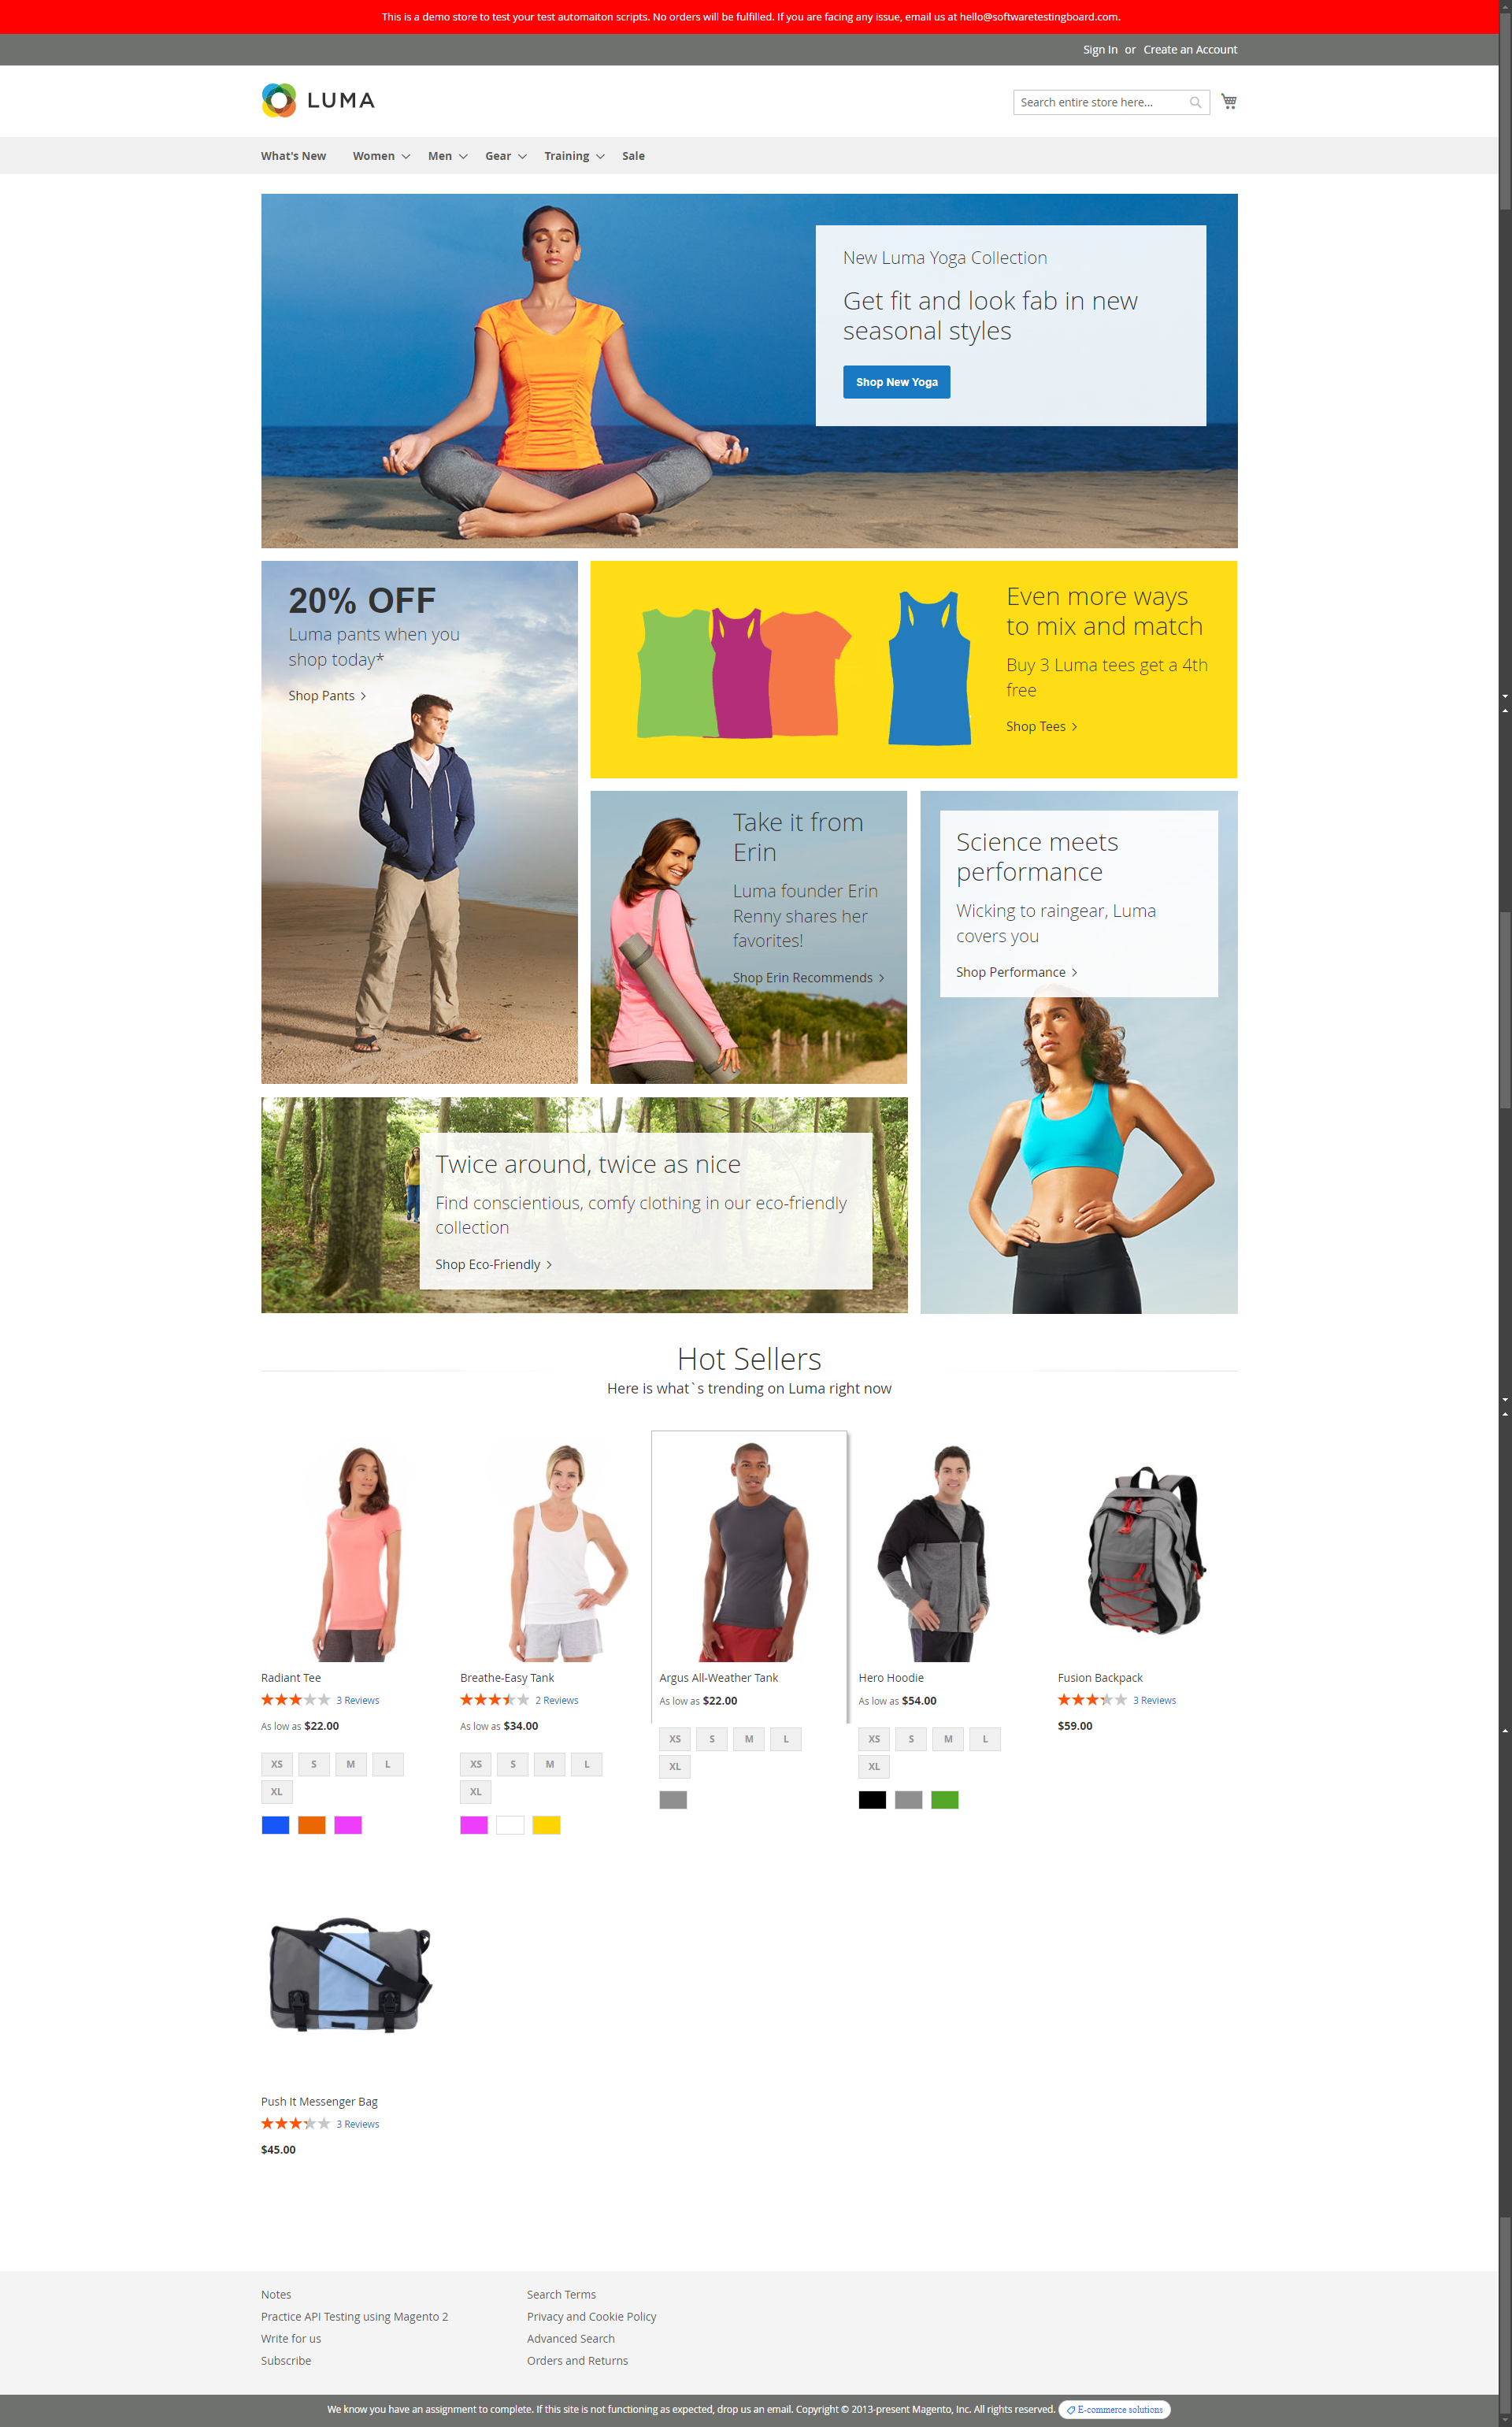 This is a demo store to test your test automaiton scripts. No orders will be fulfilled. If you are facing any issue, email us at hello@softwaretestingboard.com.
Sign In or Create an Account
LUMA
Search entire store here...
What's New Women Men Gear Training Sale
New Luma Yoga Collection
Get fit and look fab in new
seasonal styles
Shop New Yoga
20% OFF
Luma pants when you
shop today*
Shop Pants
Even more ways
to mix and match
Buy 3 Luma tees get a 4th
free
Shop Tees
Take it from
Erin
Luma founder Erin
Renny shares her
favorites!
Shop Erin Recommends
Science meets
performance
Wicking to raingear, Luma
covers you
Shop Performance
Twice around, twice as nice
Find conscientious, comfy clothing in our eco-friendly
collection
Shop Eco-Friendly
Hot Sellers
Here is what`s trending on Luma right now
Radiant Tee
3 Reviews
As low as $22.00
XS S M L
XL
Breathe-Easy Tank
2 Reviews
As low as $34.00
XS S M L
XL
Argus All-Weather Tank
As low as $22.00
XS S M L
XL
Hero Hoodie
As low as $54.00
XS S M L
XL
Fusion Backpack
3 Reviews
$59.00
Push It Messenger Bag
3 Reviews
$45.00
Notes
Practice API Testing using Magento 2
Write for us
Subscribe
Search Terms
Privacy and Cookie Policy
Advanced Search
Orders and Returns
We know you have an assignment to complete. If this site is not functioning as expected, drop us an email. Copyright © 2013-present Magento, Inc. All rights reserved. E-commerce solutions